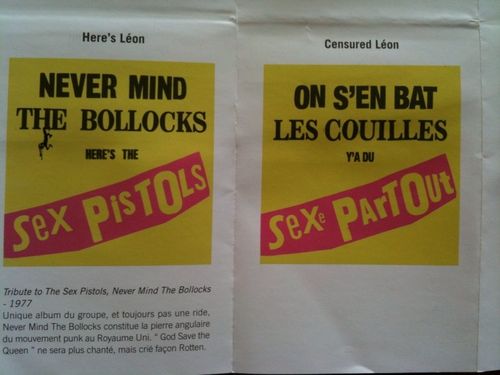 Here's Léon
NEVER MIND
THE BOLLOCKS
HERE'S THE
Sex PisTOLs
Tribute to The Sex Pistols, Never Mind The Bollocks
- 1977
Unique album du groupe, et toujours pas une ride,
Never Mind The Bollocks constitue la pierre angulaire
du mouvement punk au Royaume Uni. " God Save the
Queen " ne sera plus chanté, mais crié façon Rotten.
Censured Léon
ON S'EN BAT
LES COUILLES
Y'A DU
Sexe PArTOUt